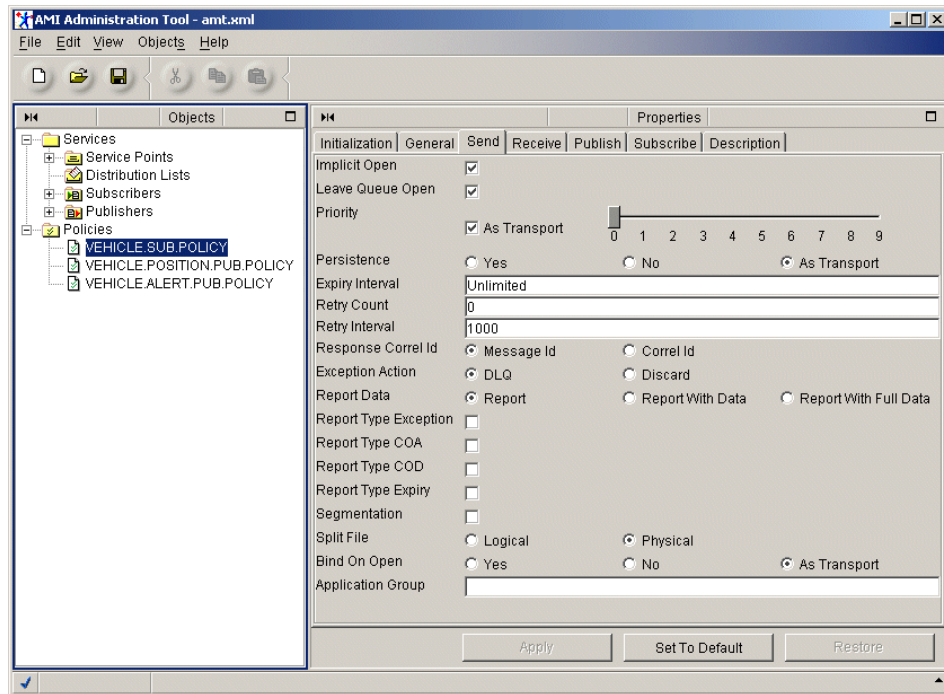 AMI Administration Tool - amt.xml
File Edit View Objects Help
Objects
Services
Service Points
Distribution Lists
Subscribers
Publishers
Policies
VEHICLE.SUB.POLICY
VEHICLE.POSITION.PUB.POLICY
VEHICLE.ALERT.PUB.POLICY
Properties
Initialization General Send Receive Publish Subscribe Description
Implicit Open
Leave Queue Open
Priority
As Transport
0 1 2 3 4 5 6 7 8 9
Persistence Yes No As Transport
Expiry Interval Unlimited
Retry Count 0
Retry Interval 1000
Response Correl Id Message Id Correl Id
Exception Action DLQ Discard
Report Data Report Report With Data Report With Full Data
Report Type Exception
Report Type COA
Report Type COD
Report Type Expiry
Segmentation
Split File Logical Physical
Bind On Open Yes No As Transport
Application Group
Apply Set To Default Restore